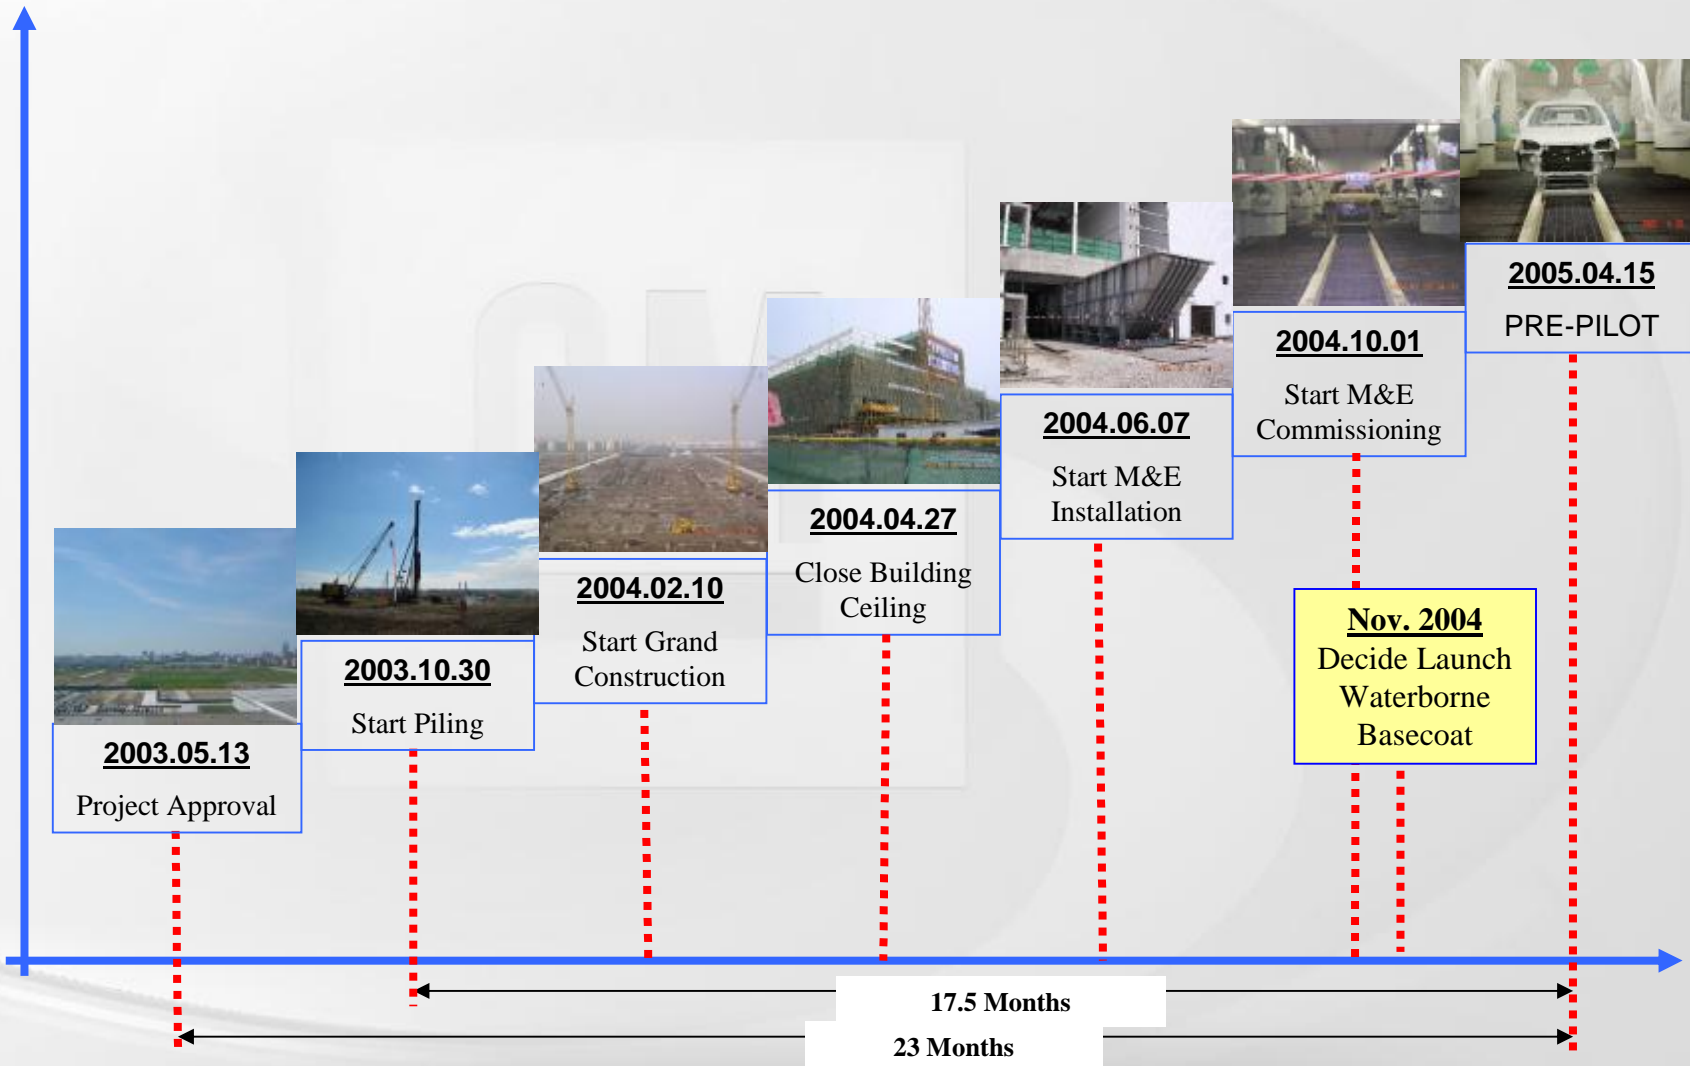 2005.04.15
PRE-PILOT
2004.10.01
Start M&E
Commissioning
2004.06.07
Start M&E
Installation
2004.04.27
Close Building
Ceiling
2004.02.10
Start Grand
Construction
2003.10.30
Start Piling
2003.05.13
Project Approval
Nov. 2004
Decide Launch
Waterborne
Basecoat
17.5 Months
23 Months